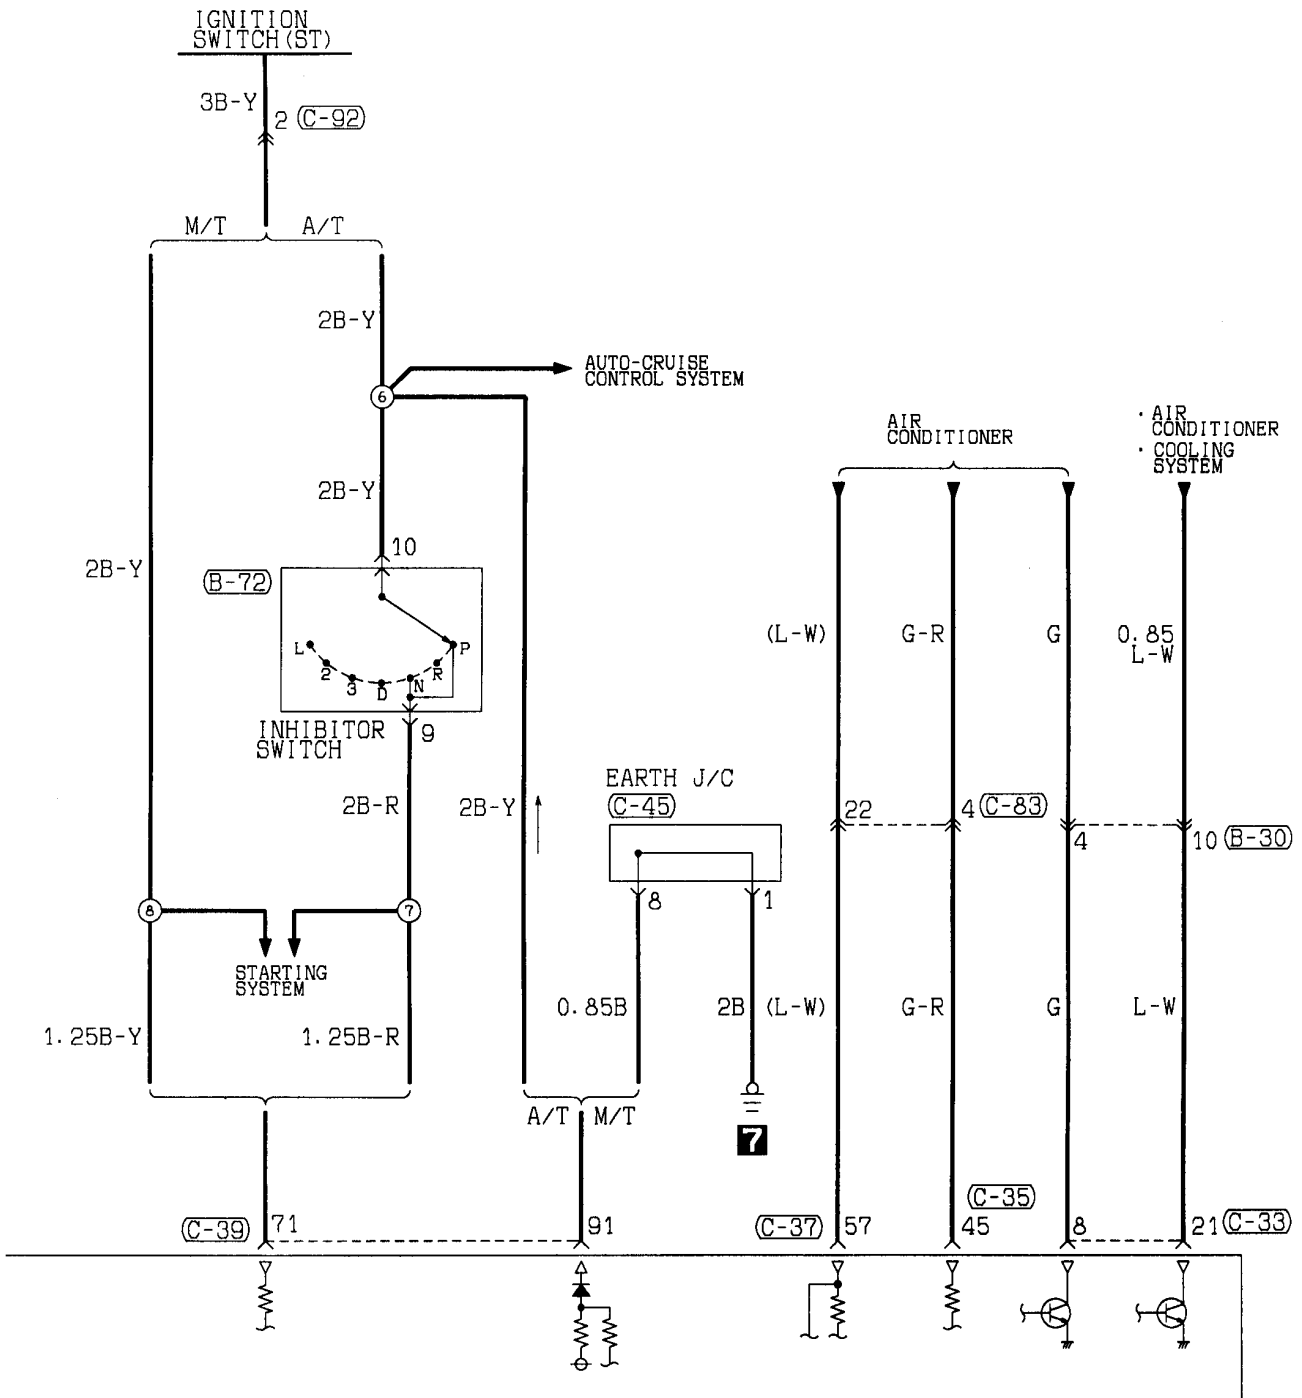 IGNITION
SWITCH(ST)
3B-Y
2 C-92
M/T A/T
2B-Y
AUTO-CRUISE
CONTROL SYSTEM
6
AIR
CONDITIONER
· AIR
CONDITIONER
· COOLING
SYSTEM
2B-Y
10
2B-Y
B-72
L 2 3 D N R P
INHIBITOR
SWITCH
9
(L-W) G-R G 0.85
L-W
2B-R 2B-Y
EARTH J/C
C-45
22 4 C-83 4 10 B-30
8 1
8 7
STARTING
SYSTEM
1.25B-Y 1.25B-R
0.85B 2B (L-W) G-R G L-W
A/T M/T
7
C-39 71 91
C-37 57 C-35 45 8 21 C-33